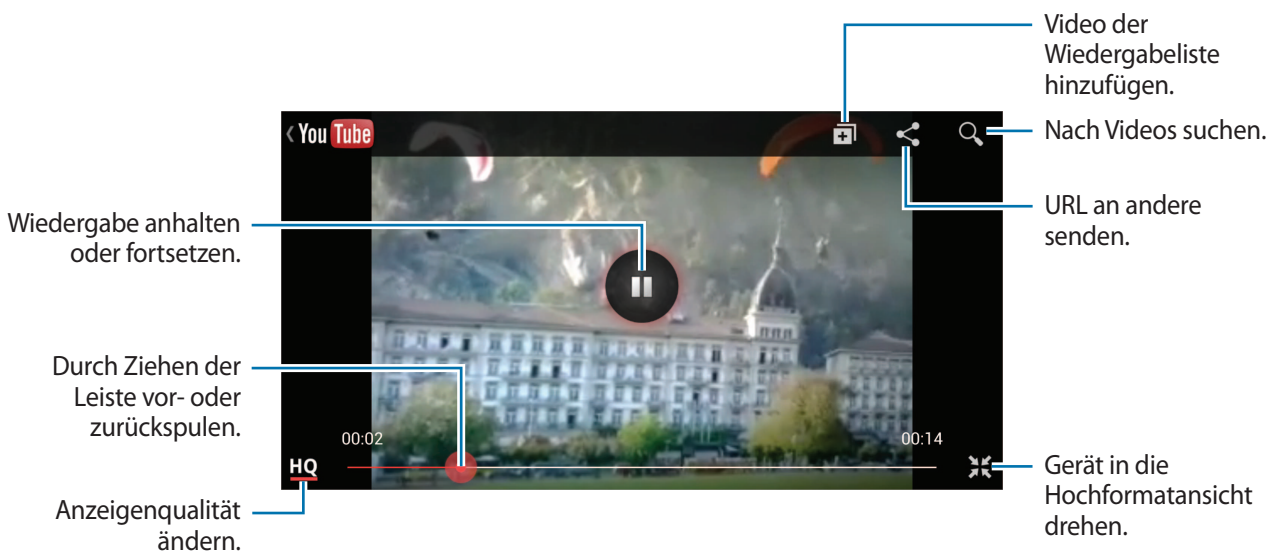 Video der
Wiedergabeliste
hinzufügen.
You Tube
Nach Videos suchen.
URL an andere
senden.
Wiedergabe anhalten
oder fortsetzen.
Durch Ziehen der
Leiste vor- oder
zurückspulen.
00:02
00:14
HQ
Anzeigenqualität
ändern.
Gerät in die
Hochformatansicht
drehen.